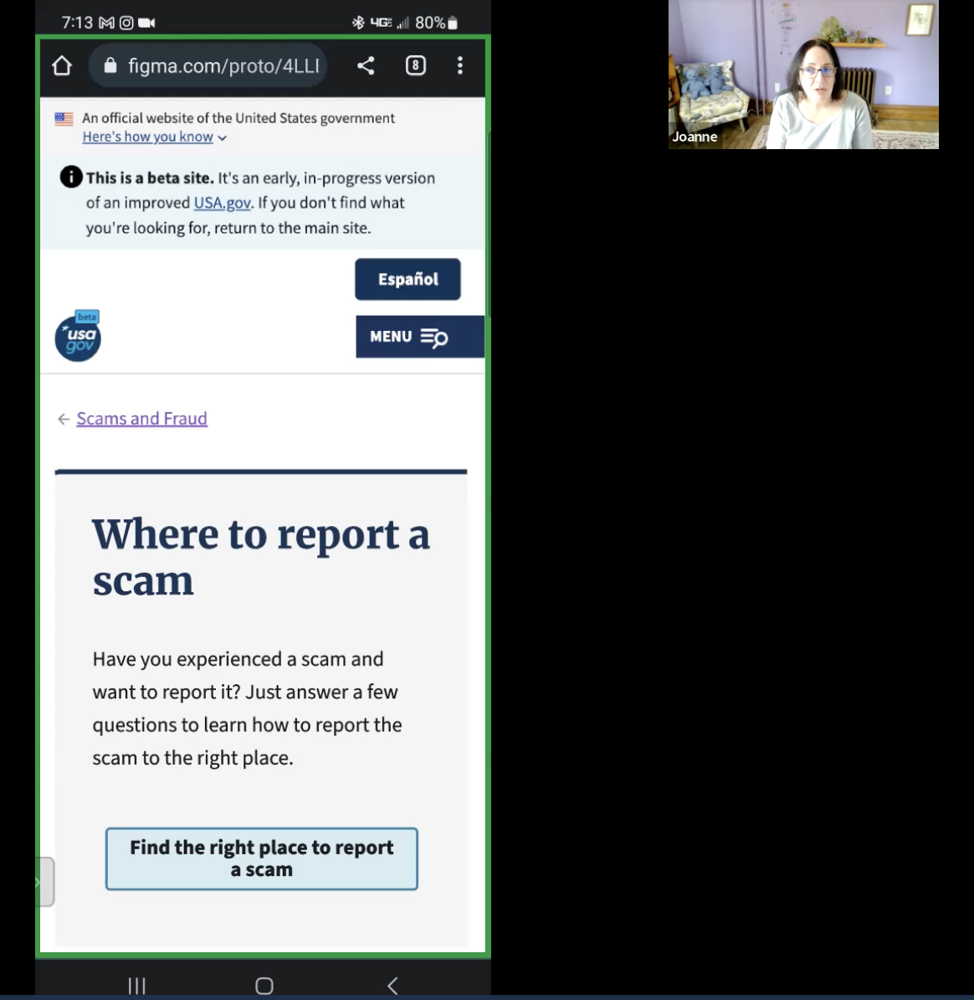 7:13 80%
figma.com/proto/4LL 8
An official website of the United States government
Here's how you know
This is a beta site. It's an early, in-progress version
of an improved USA.gov. If you don't find what
you're looking for, return to the main site.
Español
beta
usa
gov
MENU
Scams and Fraud
Where to report a
scam
Have you experienced a scam and
want to report it? Just answer a few
questions to learn how to report the
scam to the right place.
Find the right place to report
a scam
Joanne